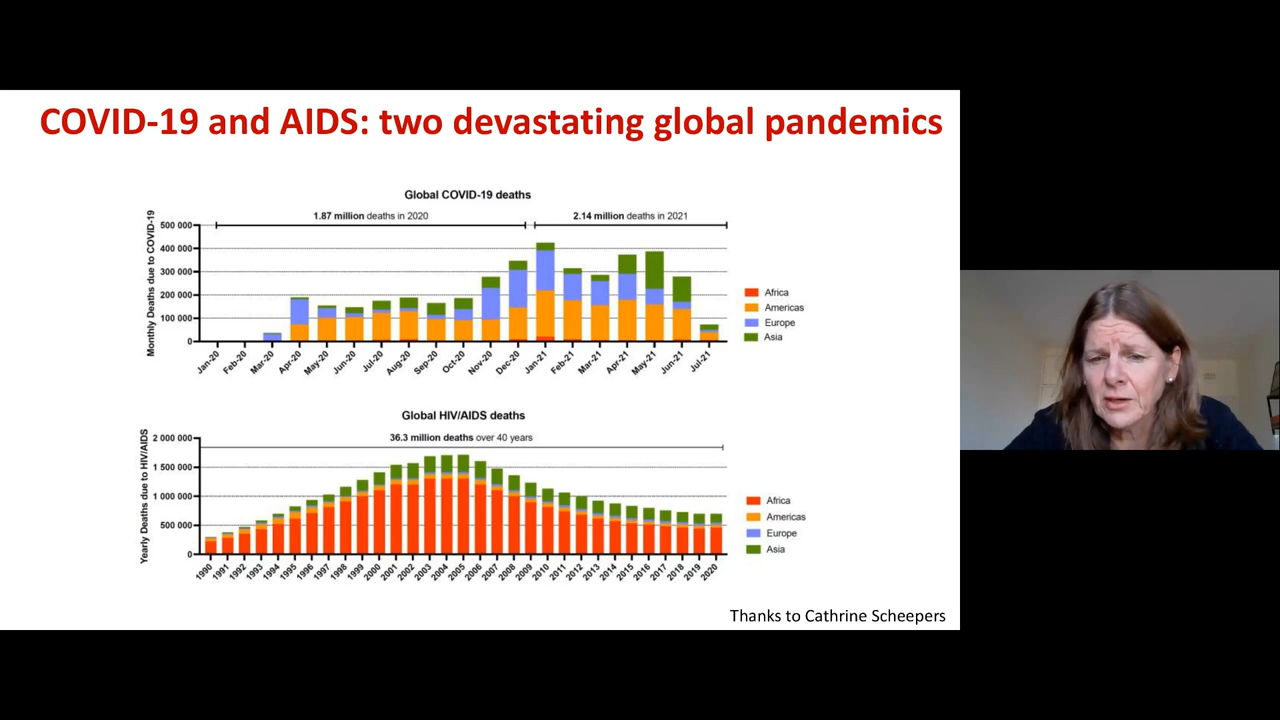 COVID-19 and AIDS: two devastating global pandemics
Global COVID-19 deaths
1.87 million deaths in 2020
2.14 million deaths in 2021
Monthly Deaths due to COVID-19
500 000
400 000
300 000
200 000
100 000
0
Jan-20 Feb-20 Mar-20 Apr-20 May-20 Jun-20 Jul-20 Aug-20 Sep-20 Oct-20 Nov-20 Dec-20 Jan-21 Feb-21 Mar-21 Apr-21 May-21 Jun-21 Jul-21
Africa
Americas
Europe
Asia
Global HIV/AIDS deaths
36.3 million deaths over 40 years
Yearly Deaths due to HIV/AIDS
2 000 000
1 500 000
1 000 000
500 000
0
1990 1991 1992 1993 1994 1995 1996 1997 1998 1999 2000 2001 2002 2003 2004 2005 2006 2007 2008 2009 2010 2011 2012 2013 2014 2015 2016 2017 2018 2019 2020
Africa
Americas
Europe
Asia
Thanks to Cathrine Scheepers